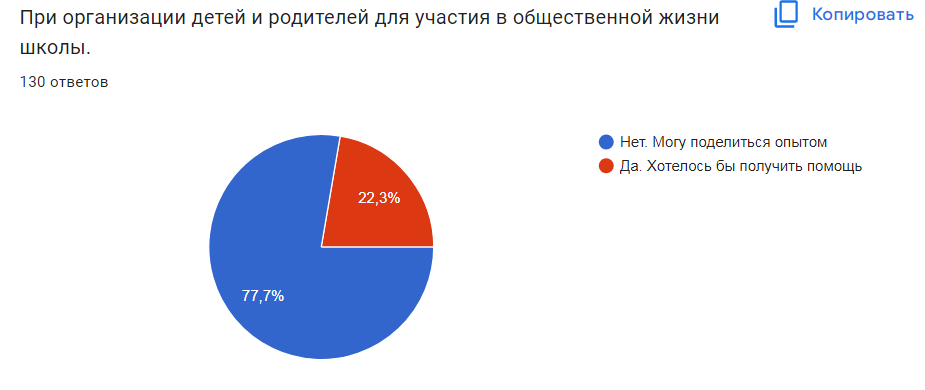 При организации детей и родителей для участия в общественной жизни
школы.
Копировать
130 ответов
Нет. Могу поделиться опытом
Да. Хотелось бы получить помощь
22,3%
77,7%